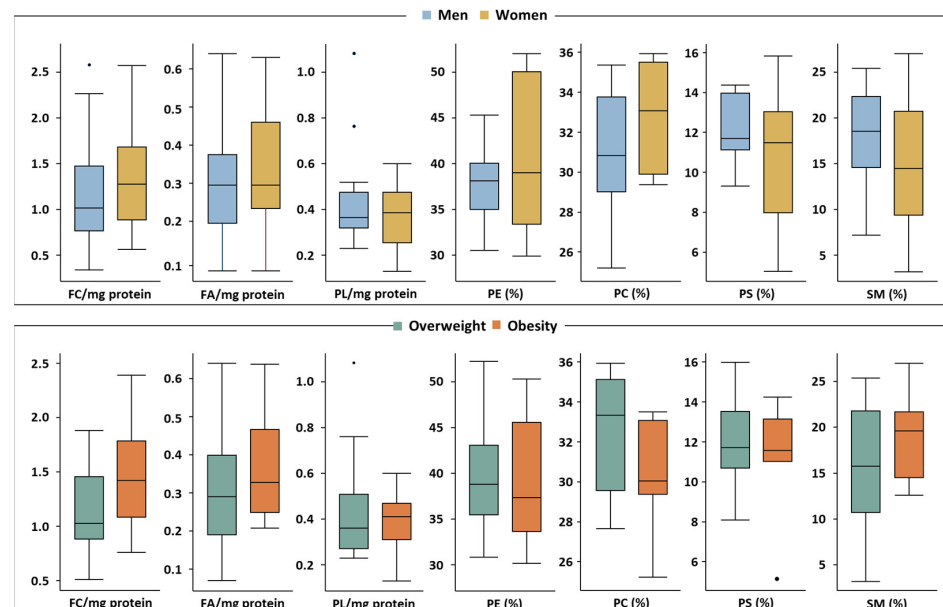 Men Women
2.5 2.0 1.5 1.0 0.5
0.6 0.5 0.4 0.3 0.2 0.1
1.0 0.8 0.6 0.4 0.2
50 45 40 35 30
36 34 32 30 28 26
16 14 12 10 8 6
25 20 15 10 5
FC/mg protein FA/mg protein PL/mg protein PE (%) PC (%) PS (%) SM (%)
Overweight Obesity
2.5 2.0 1.5 1.0 0.5
0.6 0.5 0.4 0.3 0.2 0.1
1.0 0.8 0.6 0.4 0.2
50 45 40 35 30
36 34 32 30 28 26
16 14 12 10 8 6
25 20 15 10 5
FC/mg protein FA/mg protein PL/mg protein PE (%) PC (%) PS (%) SM (%)